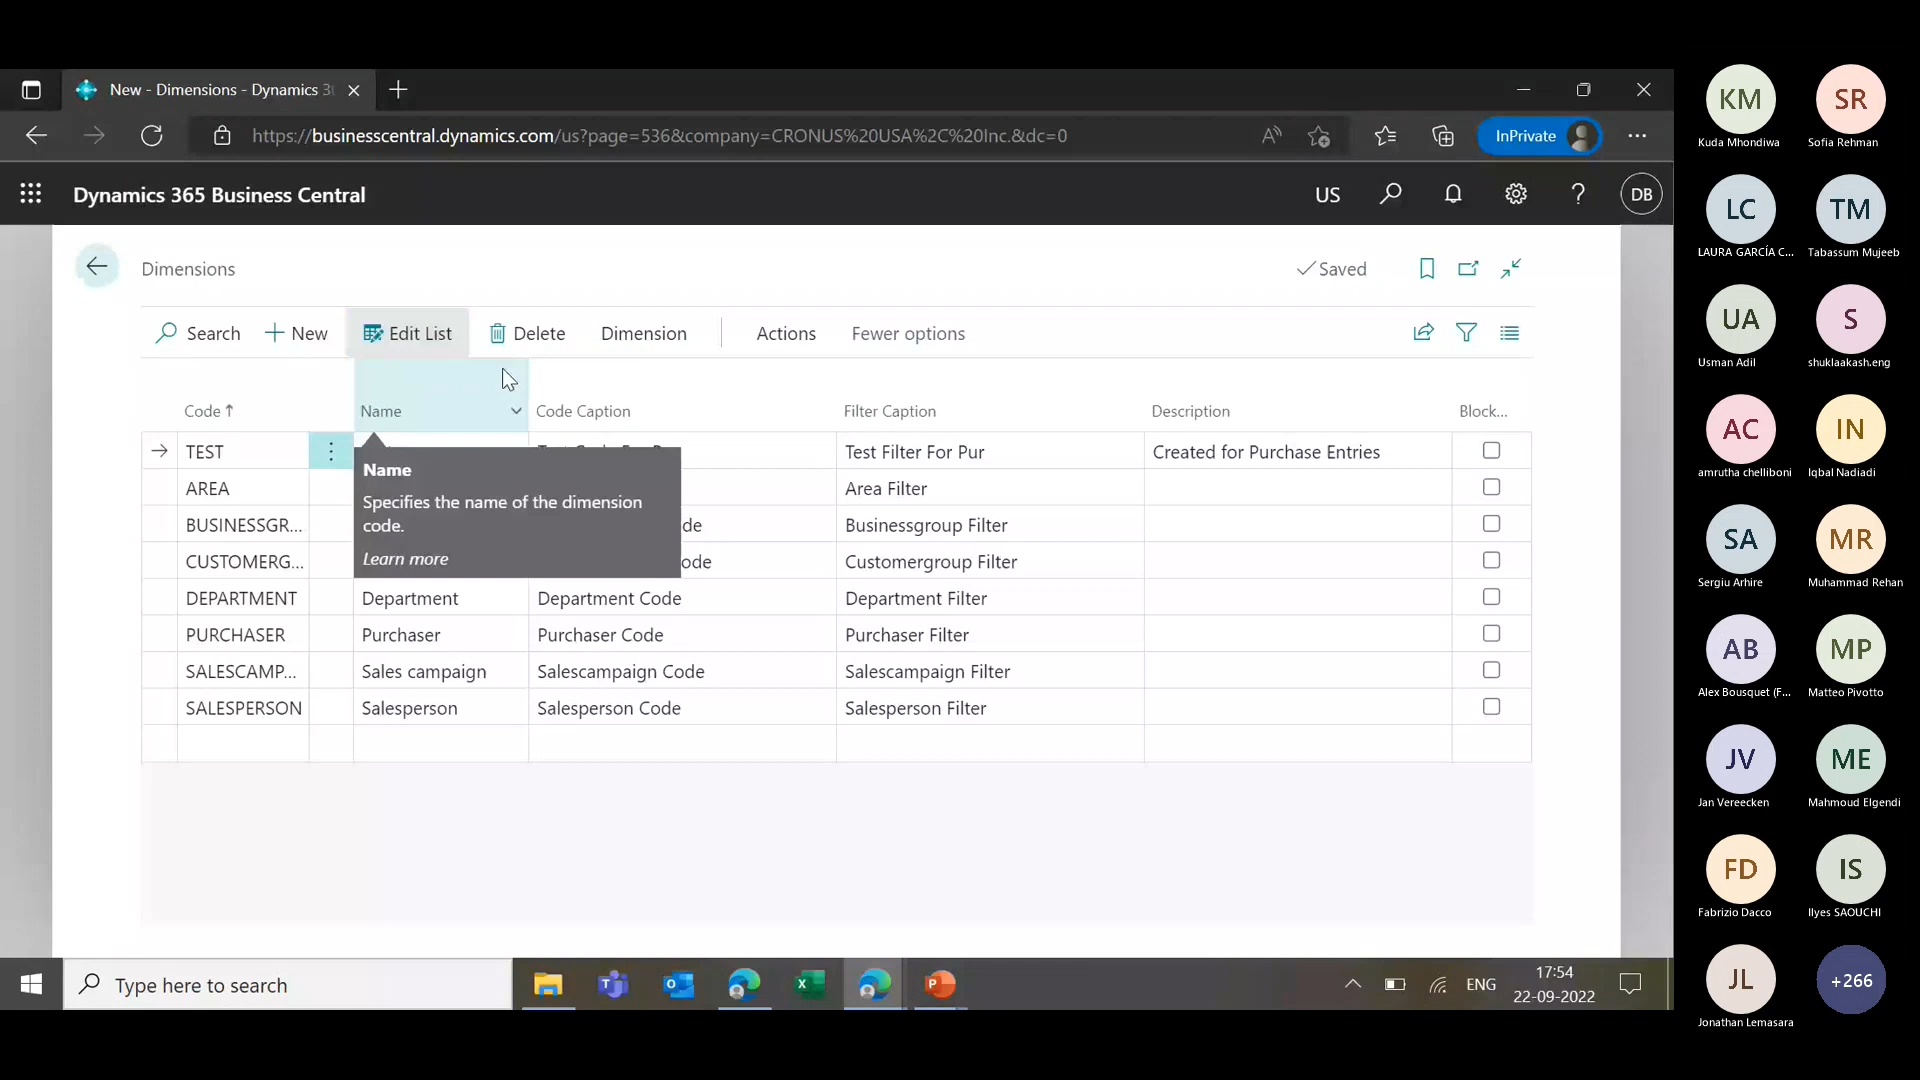 New - Dimensions - Dynamics 3
https://businesscentral.dynamics.com/us?page=536&company=CRONUS%20USA%2C%20Inc.&dc=0
InPrivate
Dynamics 365 Business Central
US
DB
Dimensions
Saved
Search
New
Edit List
Delete
Dimension
Actions
Fewer options
Code
Name
Code Caption
Filter Caption
Description
Block...
TEST
Test Filter For Pur
Created for Purchase Entries
Name
Specifies the name of the dimension
code.
Learn more
AREA
Area Filter
BUSINESSGR...
de
Businessgroup Filter
CUSTOMERG...
ode
Customergroup Filter
DEPARTMENT
Department
Department Code
Department Filter
PURCHASER
Purchaser
Purchaser Code
Purchaser Filter
SALESCAMP...
Sales campaign
Salescampaign Code
Salescampaign Filter
SALESPERSON
Salesperson
Salesperson Code
Salesperson Filter
Type here to search
ENG
17:54
22-09-2022
KM
Kuda Mhondiwa
SR
Sofia Rehman
LC
LAURA GARCÍA C...
TM
Tabassum Mujeeb
UA
Usman Adil
S
shuklaakash.eng
AC
amrutha chelliboni
IN
Iqbal Nadiadi
SA
Sergiu Arhire
MR
Muhammad Rehan
AB
Alex Bousquet (F...
MP
Matteo Pivotto
JV
Jan Vereecken
ME
Mahmoud Elgendi
FD
Fabrizio Dacco
IS
Ilyes SAOUCHI
JL
Jonathan Lemasara
+266